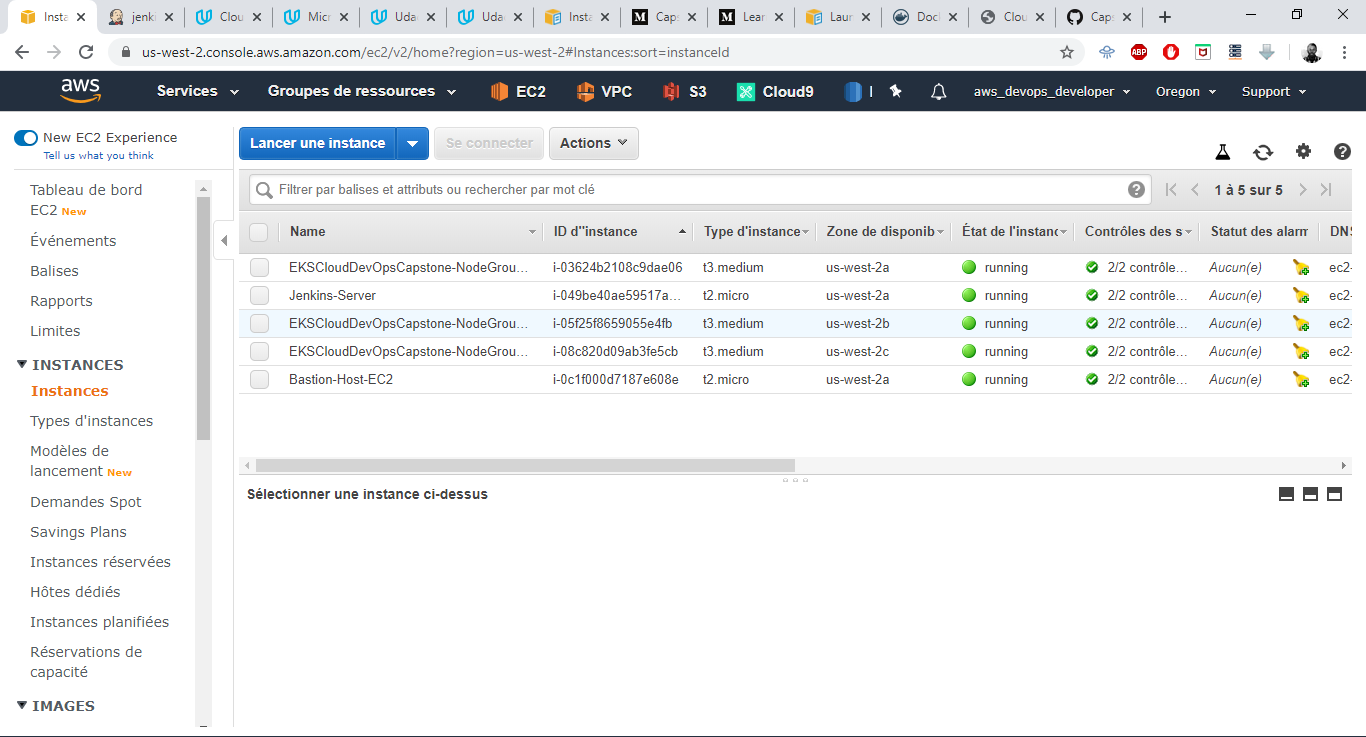 Insta jenki Clou Micr Uda Uda Insta Caps Lear Laur Docl Clou Cap
us-west-2.console.aws.amazon.com/ec2/v2/home?region=us-west-2#Instances:sort=instanceId ABP
aws Services Groupes de ressources EC2 VPC S3 Cloud9 aws_devops_developer Oregon Support
New EC2 Experience
Tell us what you think
Tableau de bord
EC2 New
Événements
Balises
Rapports
Limites
INSTANCES
Instances
Types d'instances
Modèles de
lancement New
Demandes Spot
Savings Plans
Instances réservées
Hôtes dédiés
Instances planifiées
Réservations de
capacité
IMAGES
Lancer une instance Se connecter Actions
Filtrer par balises et attributs ou rechercher par mot clé 1 à 5 sur 5
Name ID d''instance Type d'instance Zone de disponib État de l'instanc Contrôles des s Statut des alarm DNS
EKSCloudDevOpsCapstone-NodeGrou... i-03624b2108c9dae06 t3.medium us-west-2a running 2/2 contrôle... Aucun(e) ec2-
Jenkins-Server i-049be40ae59517a... t2.micro us-west-2a running 2/2 contrôle... Aucun(e) ec2-
EKSCloudDevOpsCapstone-NodeGrou... i-05f25f8659055e4fb t3.medium us-west-2b running 2/2 contrôle... Aucun(e) ec2-
EKSCloudDevOpsCapstone-NodeGrou... i-08c820d09ab3fe5cb t3.medium us-west-2c running 2/2 contrôle... Aucun(e) ec2-
Bastion-Host-EC2 i-0c1f000d7187e608e t2.micro us-west-2a running 2/2 contrôle... Aucun(e) ec2-
Sélectionner une instance ci-dessus